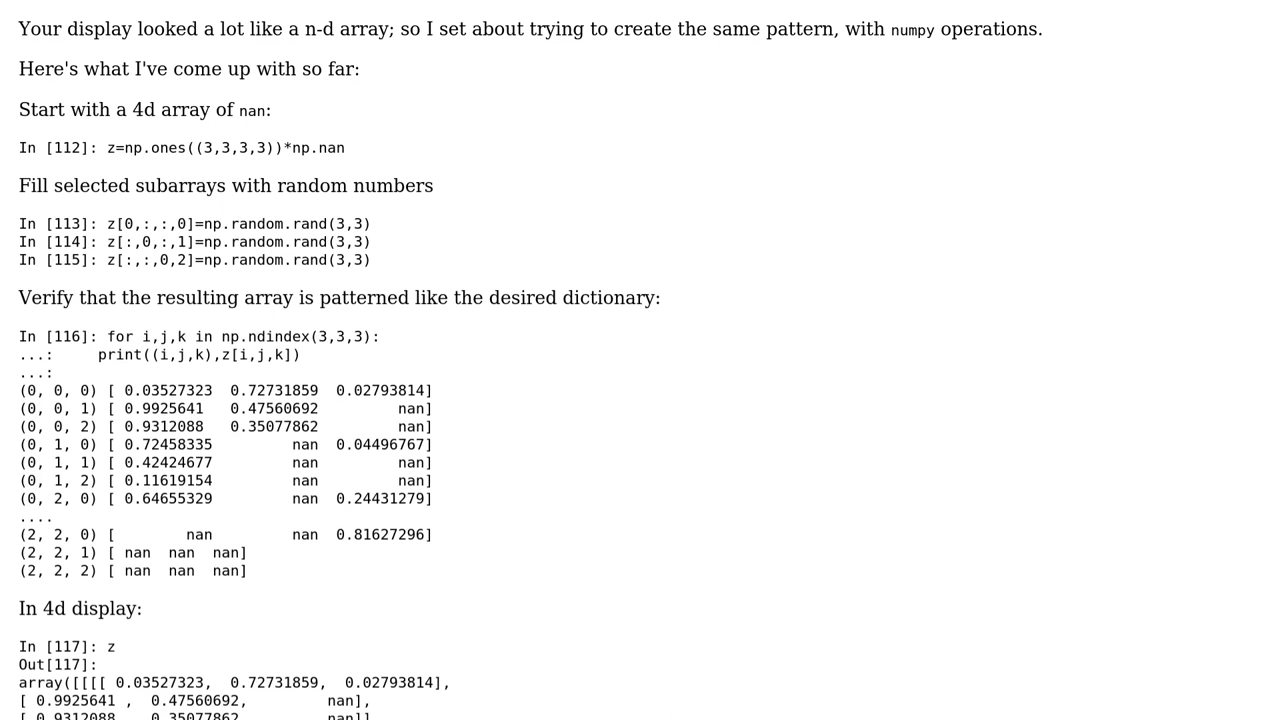 Your display looked a lot like a n-d array; so I set about trying to create the same pattern, with numpy operations.
Here's what I've come up with so far:
Start with a 4d array of nan:
In [112]: z=np.ones((3,3,3,3))*np.nan
Fill selected subarrays with random numbers
In [113]: z[0,:,:,0]=np.random.rand(3,3)
In [114]: z[:,0,:,1]=np.random.rand(3,3)
In [115]: z[:,:,0,2]=np.random.rand(3,3)
Verify that the resulting array is patterned like the desired dictionary:
In [116]: for i,j,k in np.ndindex(3,3,3):
...:     print((i,j,k),z[i,j,k])
...:
(0, 0, 0) [ 0.03527323  0.72731859  0.02793814]
(0, 0, 1) [ 0.9925641   0.47560692         nan]
(0, 0, 2) [ 0.9312088   0.35077862         nan]
(0, 1, 0) [ 0.72458335         nan  0.04496767]
(0, 1, 1) [ 0.42424677         nan         nan]
(0, 1, 2) [ 0.11619154         nan         nan]
(0, 2, 0) [ 0.64655329         nan  0.24431279]
....
(2, 2, 0) [        nan         nan  0.81627296]
(2, 2, 1) [ nan  nan  nan]
(2, 2, 2) [ nan  nan  nan]
In 4d display:
In [117]: z
Out[117]:
array([[[[ 0.03527323,  0.72731859,  0.02793814],
[ 0.9925641 ,  0.47560692,         nan],
[ 0.9312088    0.35077862          nan]]